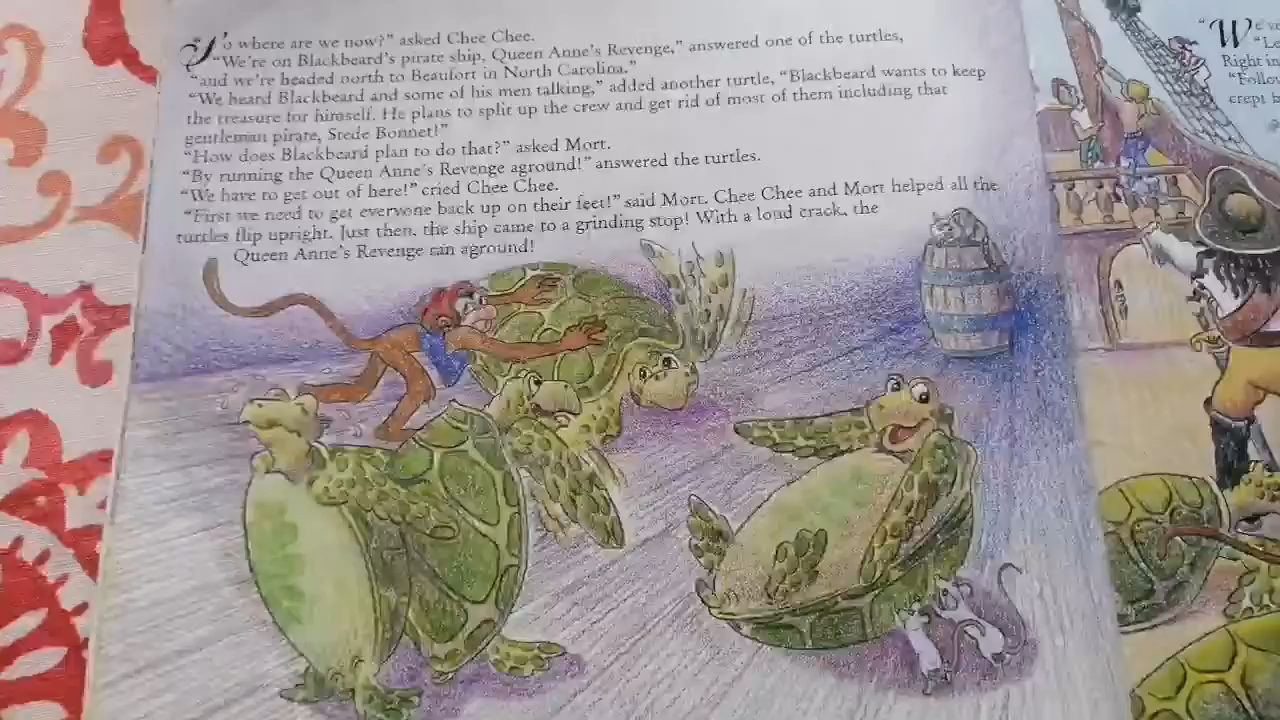 "So where are we now?" asked Chee Chee.
"We're on Blackbeard's pirate ship, Queen Anne's Revenge," answered one of the turtles,
"and we're headed north to Beaufort in North Carolina."
"We heard Blackbeard and some of his men talking," added another turtle, "Blackbeard wants to keep
the treasure for himself. He plans to split up the crew and get rid of most of them including that
gentleman pirate, Stede Bonnet!"
"How does Blackbeard plan to do that?" asked Mort.
"By running the Queen Anne's Revenge aground!" answered the turtles.
"We have to get out of here!" cried Chee Chee.
"First we need to get everyone back up on their feet!" said Mort. Chee Chee and Mort helped all the
turtles flip upright. Just then, the ship came to a grinding stop! With a loud crack, the
Queen Anne's Revenge ran aground!
Right
crept